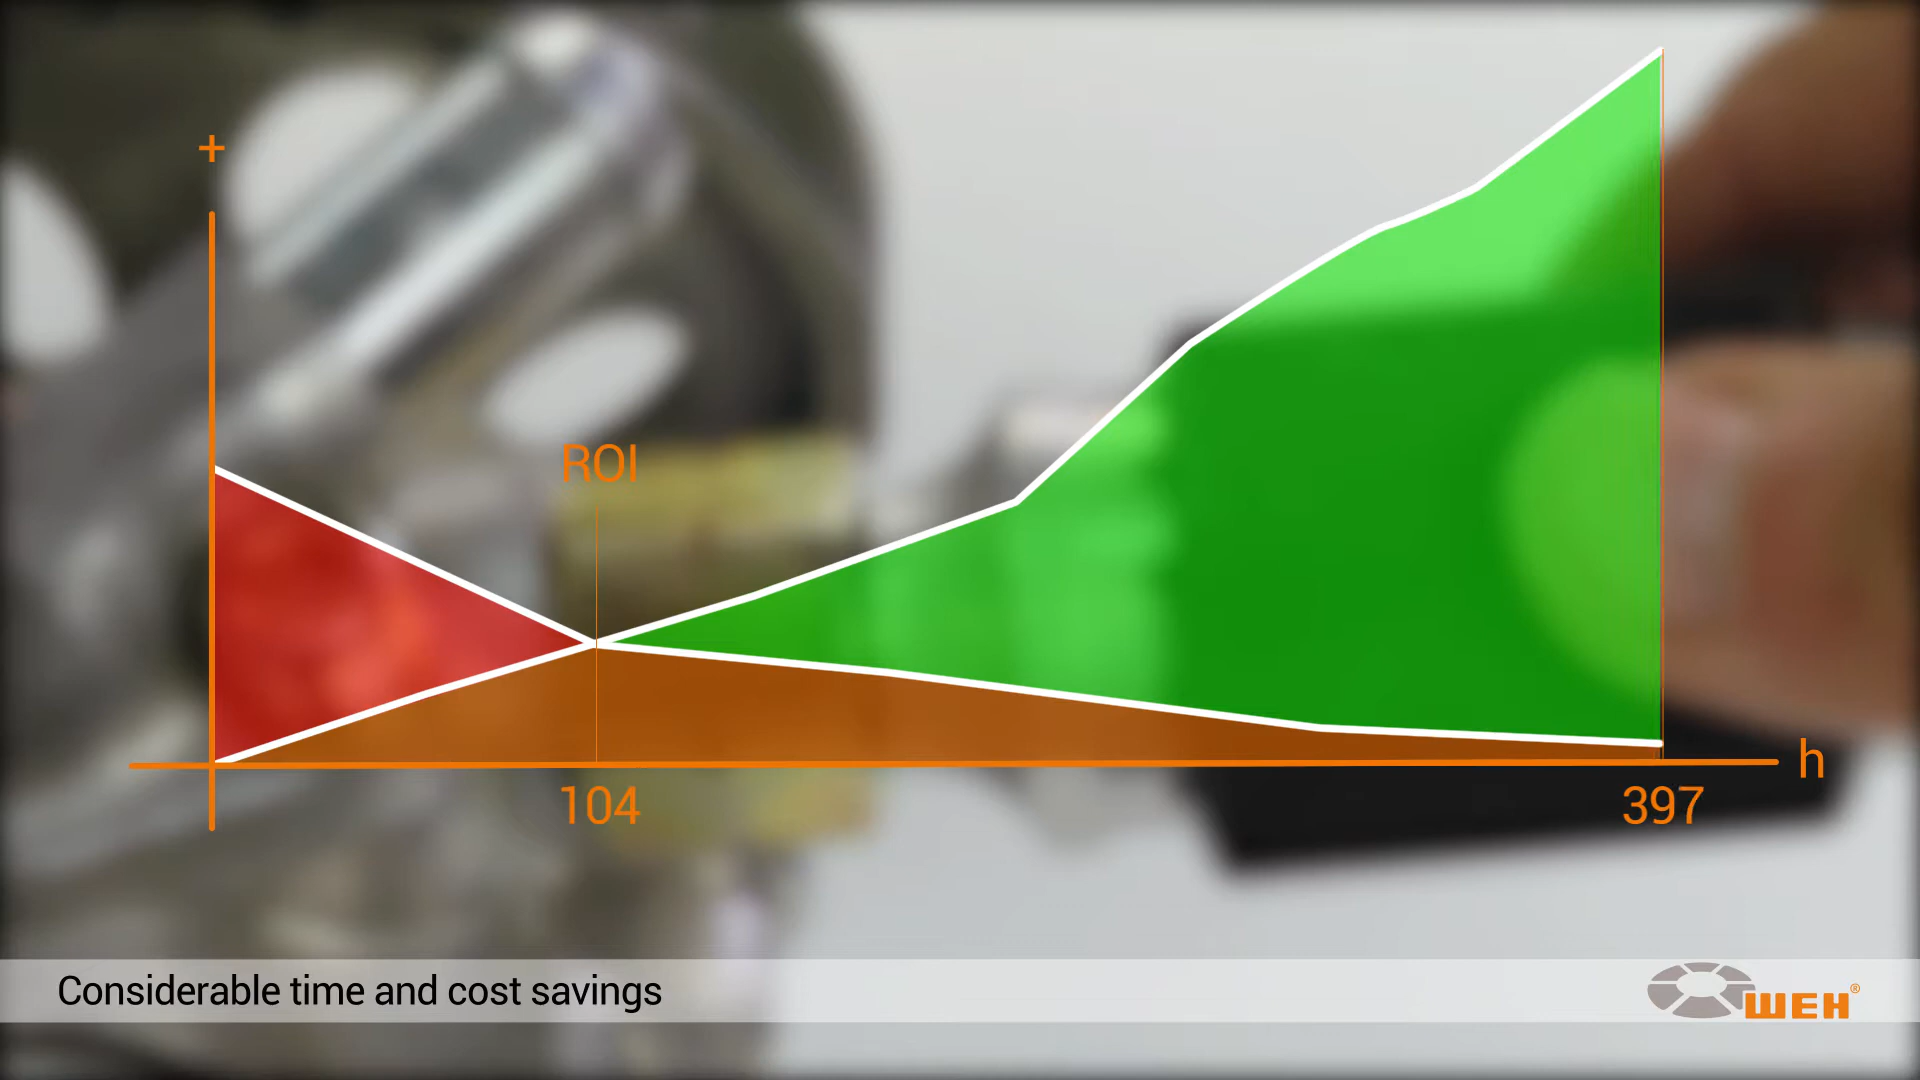 +
ROI
h
104
397
Considerable time and cost savings
WEH®